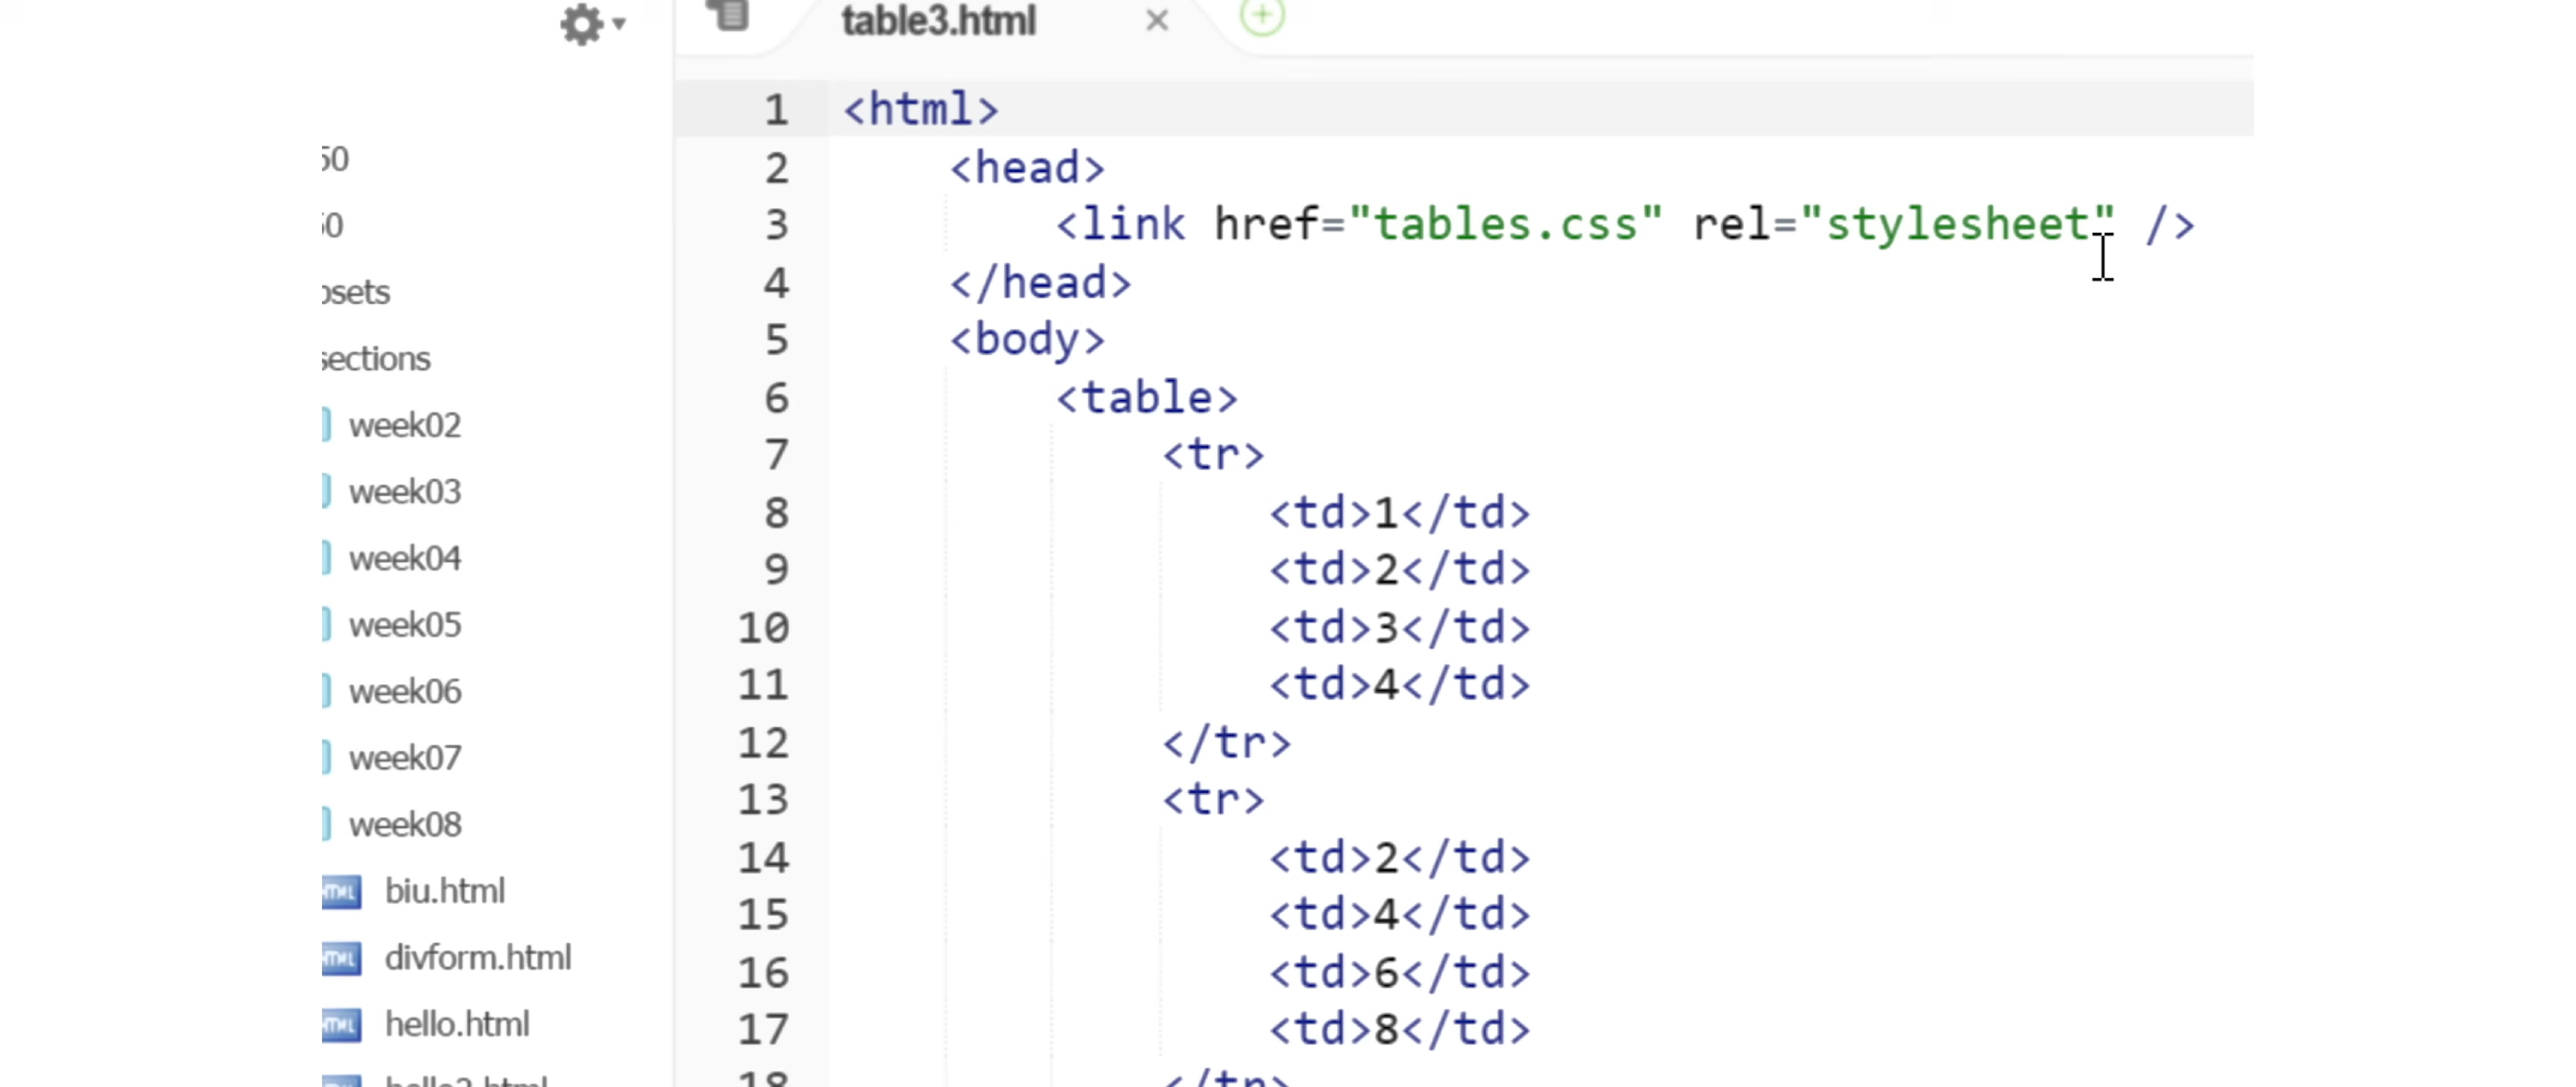 table3.html
50
50
psets
sections
week02
week03
week04
week05
week06
week07
week08
biu.html
divform.html
hello.html
1 <html>
2 <head>
3 <link href="tables.css" rel="stylesheet" />
4 </head>
5 <body>
6 <table>
7 <tr>
8 <td>1</td>
9 <td>2</td>
10 <td>3</td>
11 <td>4</td>
12 </tr>
13 <tr>
14 <td>2</td>
15 <td>4</td>
16 <td>6</td>
17 <td>8</td>
18 </tr>